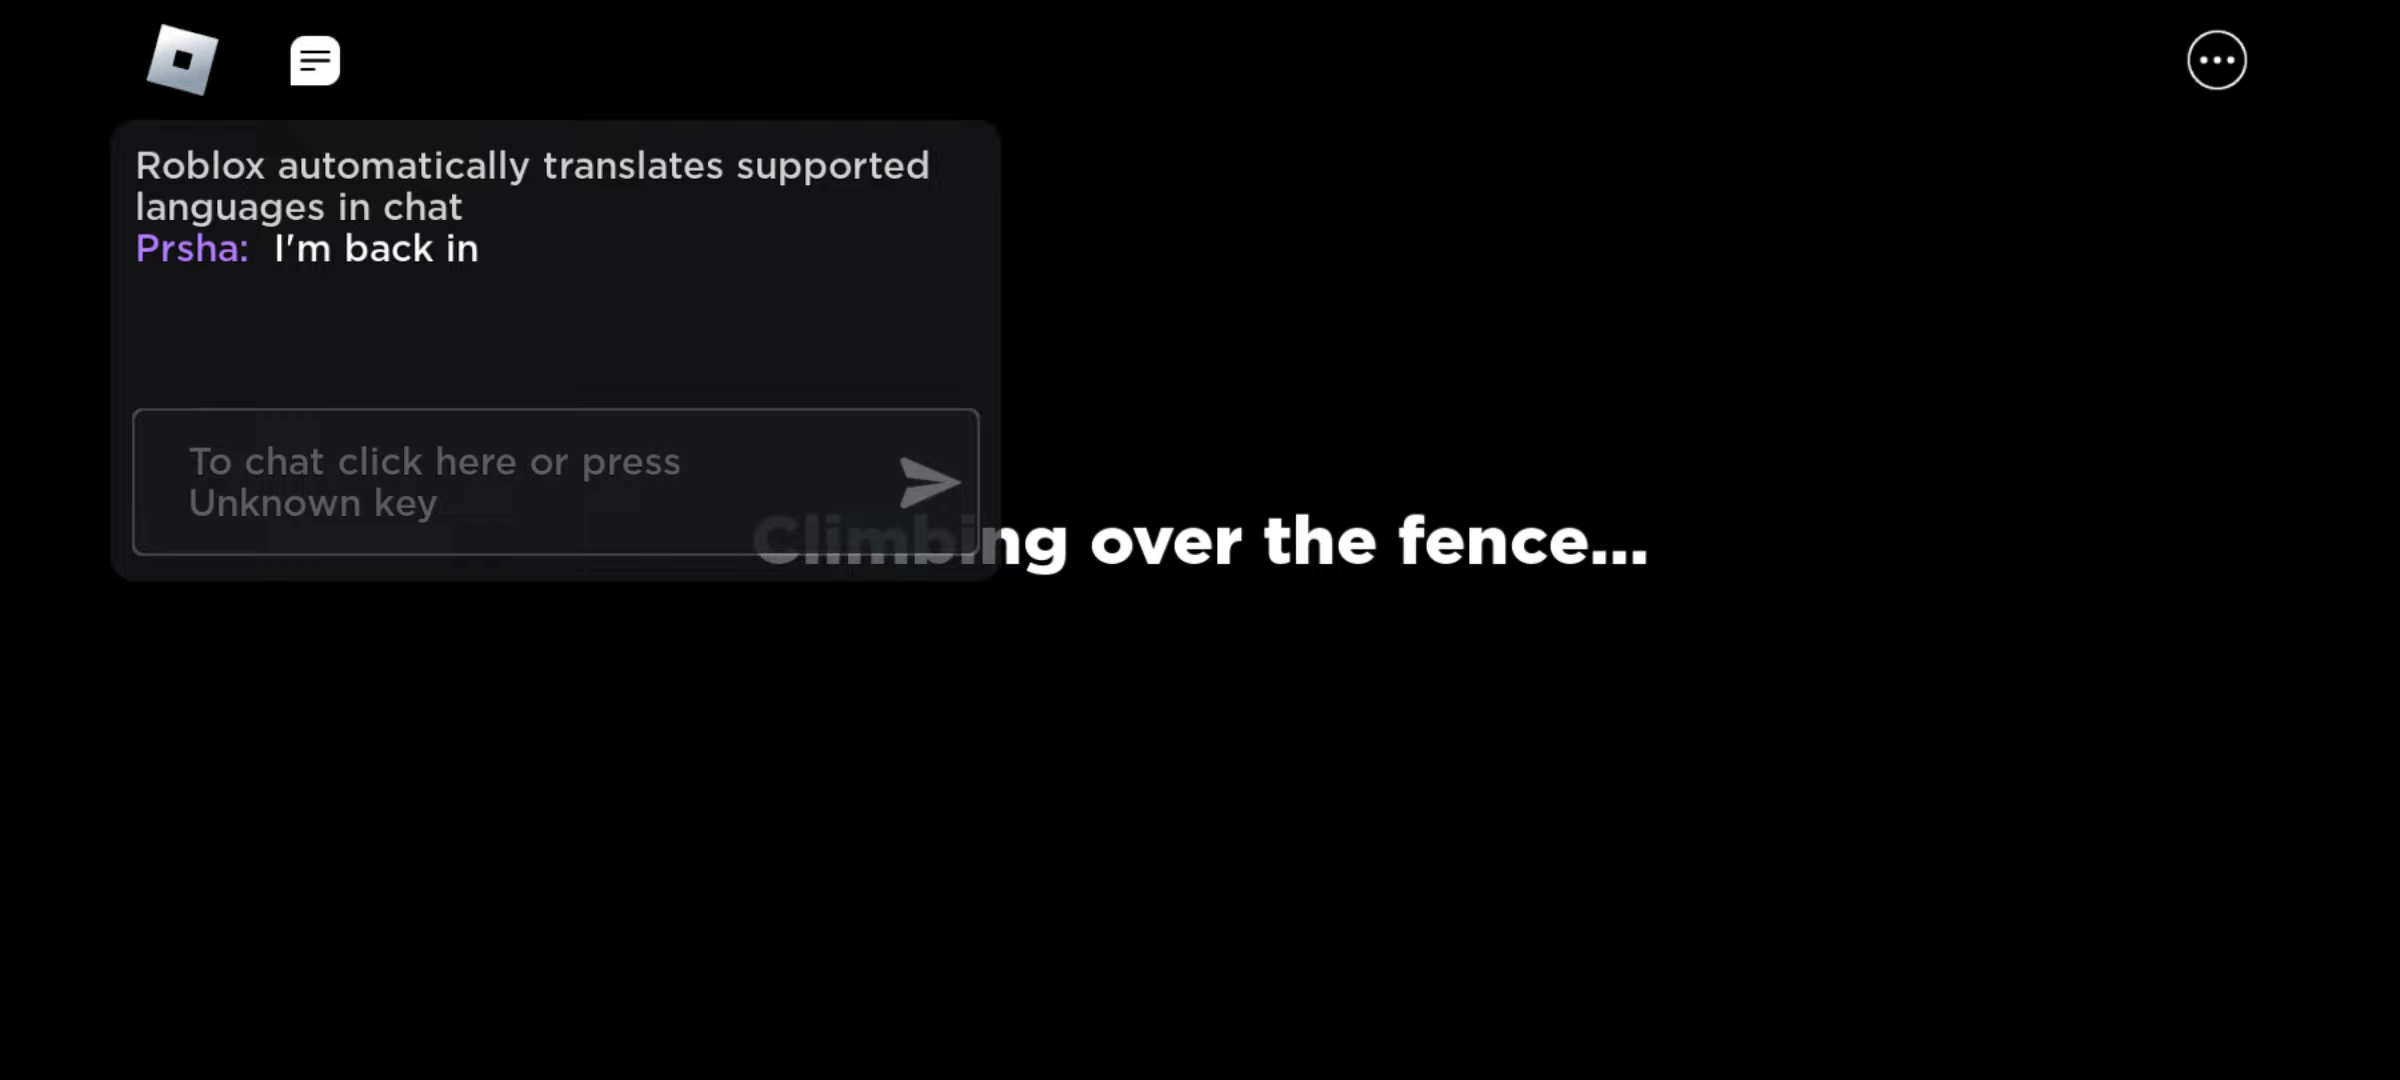 Roblox automatically translates supported
languages in chat
Prsha: I'm back in
To chat click here or press
Unknown key
Climbing over the fence...